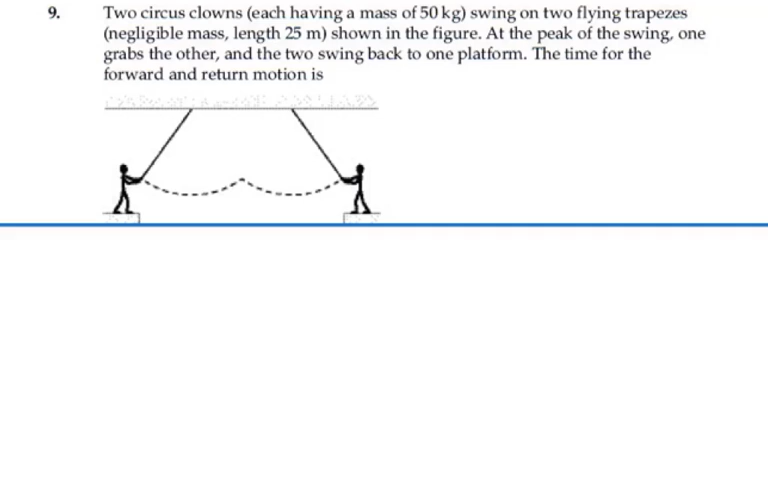 9. Two circus clowns (each having a mass of 50 kg) swing on two flying trapezes
(negligible mass, length 25 m) shown in the figure. At the peak of the swing, one
grabs the other, and the two swing back to one platform. The time for the
forward and return motion is